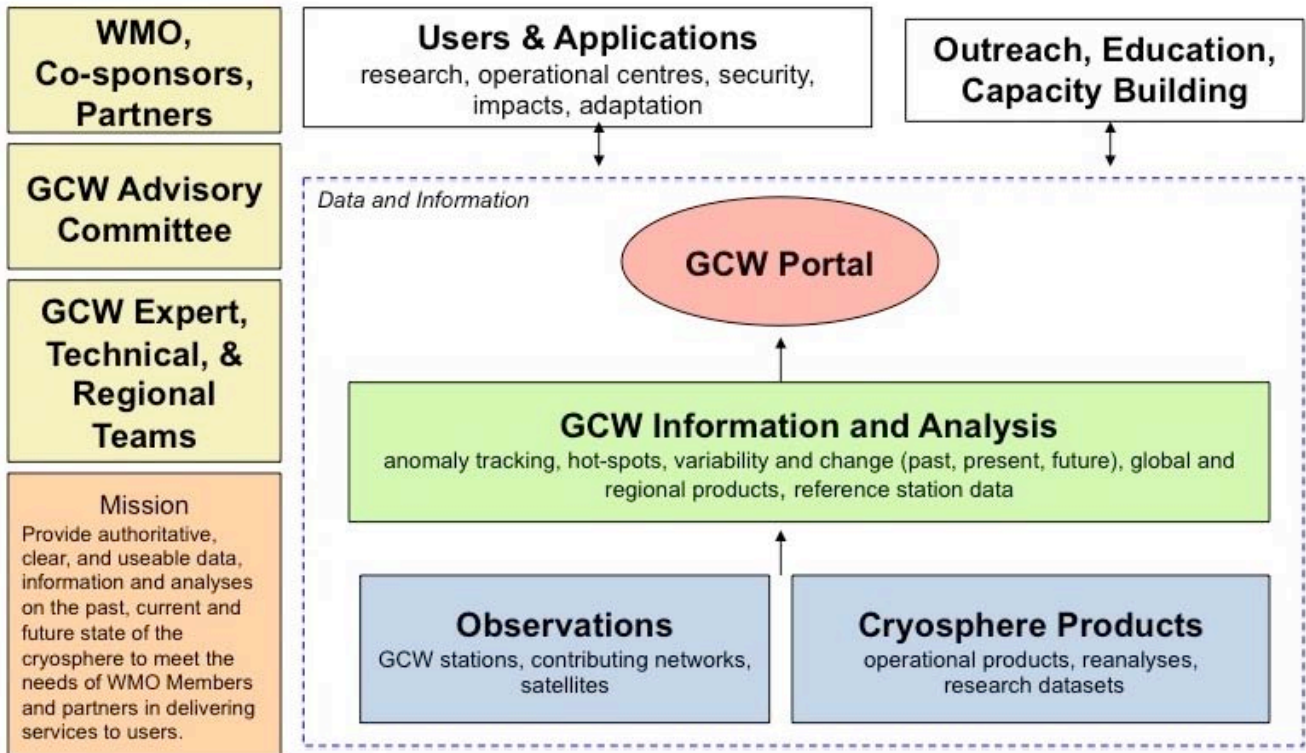 WMO,
Co-sponsors,
Partners
GCW Advisory
Committee
GCW Expert,
Technical, &
Regional
Teams
Mission
Provide authoritative,
clear, and useable data,
information and analyses
on the past, current and
future state of the
cryosphere to meet the
needs of WMO Members
and partners in delivering
services to users.
Users & Applications
research, operational centres, security,
impacts, adaptation
Outreach, Education,
Capacity Building
Data and Information
GCW Portal
GCW Information and Analysis
anomaly tracking, hot-spots, variability and change (past, present, future), global and
regional products, reference station data
Observations
GCW stations, contributing networks,
satellites
Cryosphere Products
operational products, reanalyses,
research datasets